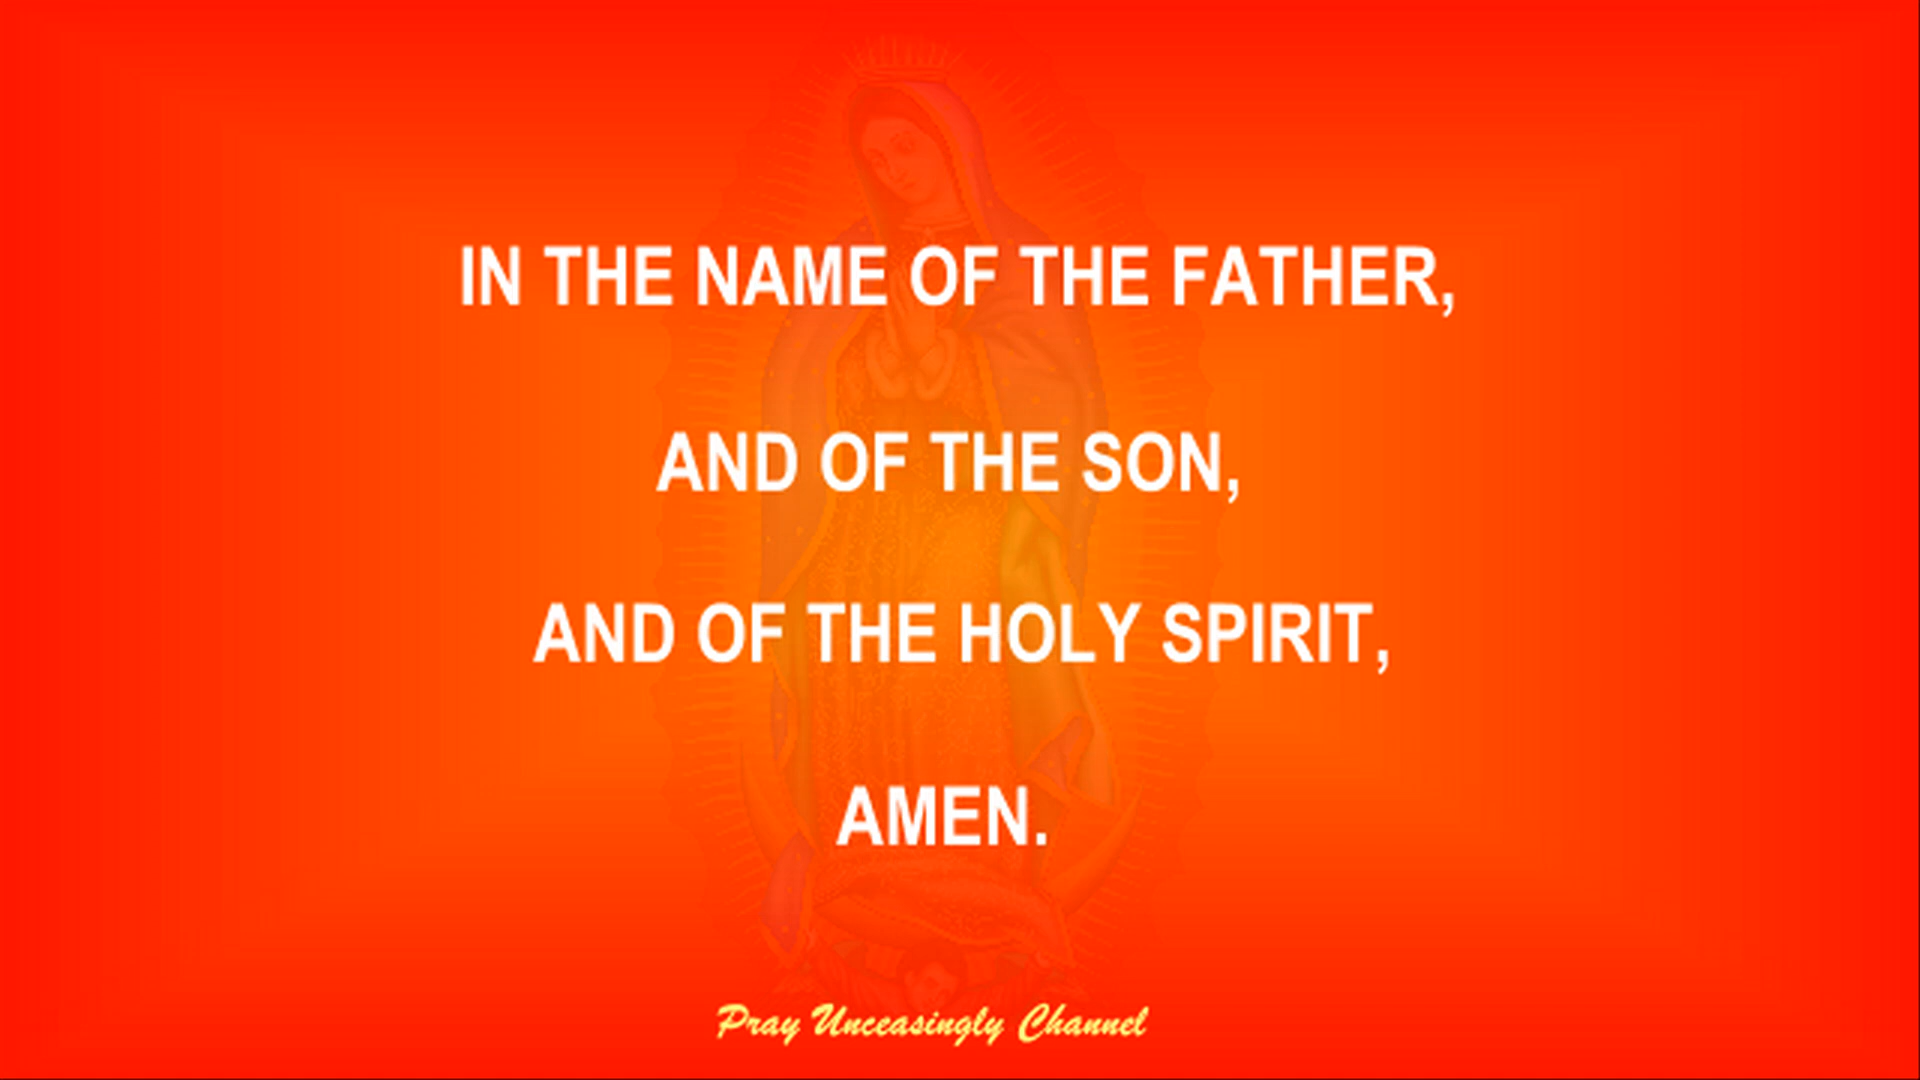 IN THE NAME OF THE FATHER,
AND OF THE SON,
AND OF THE HOLY SPIRIT,
AMEN.
Pray Unceasingly Channel